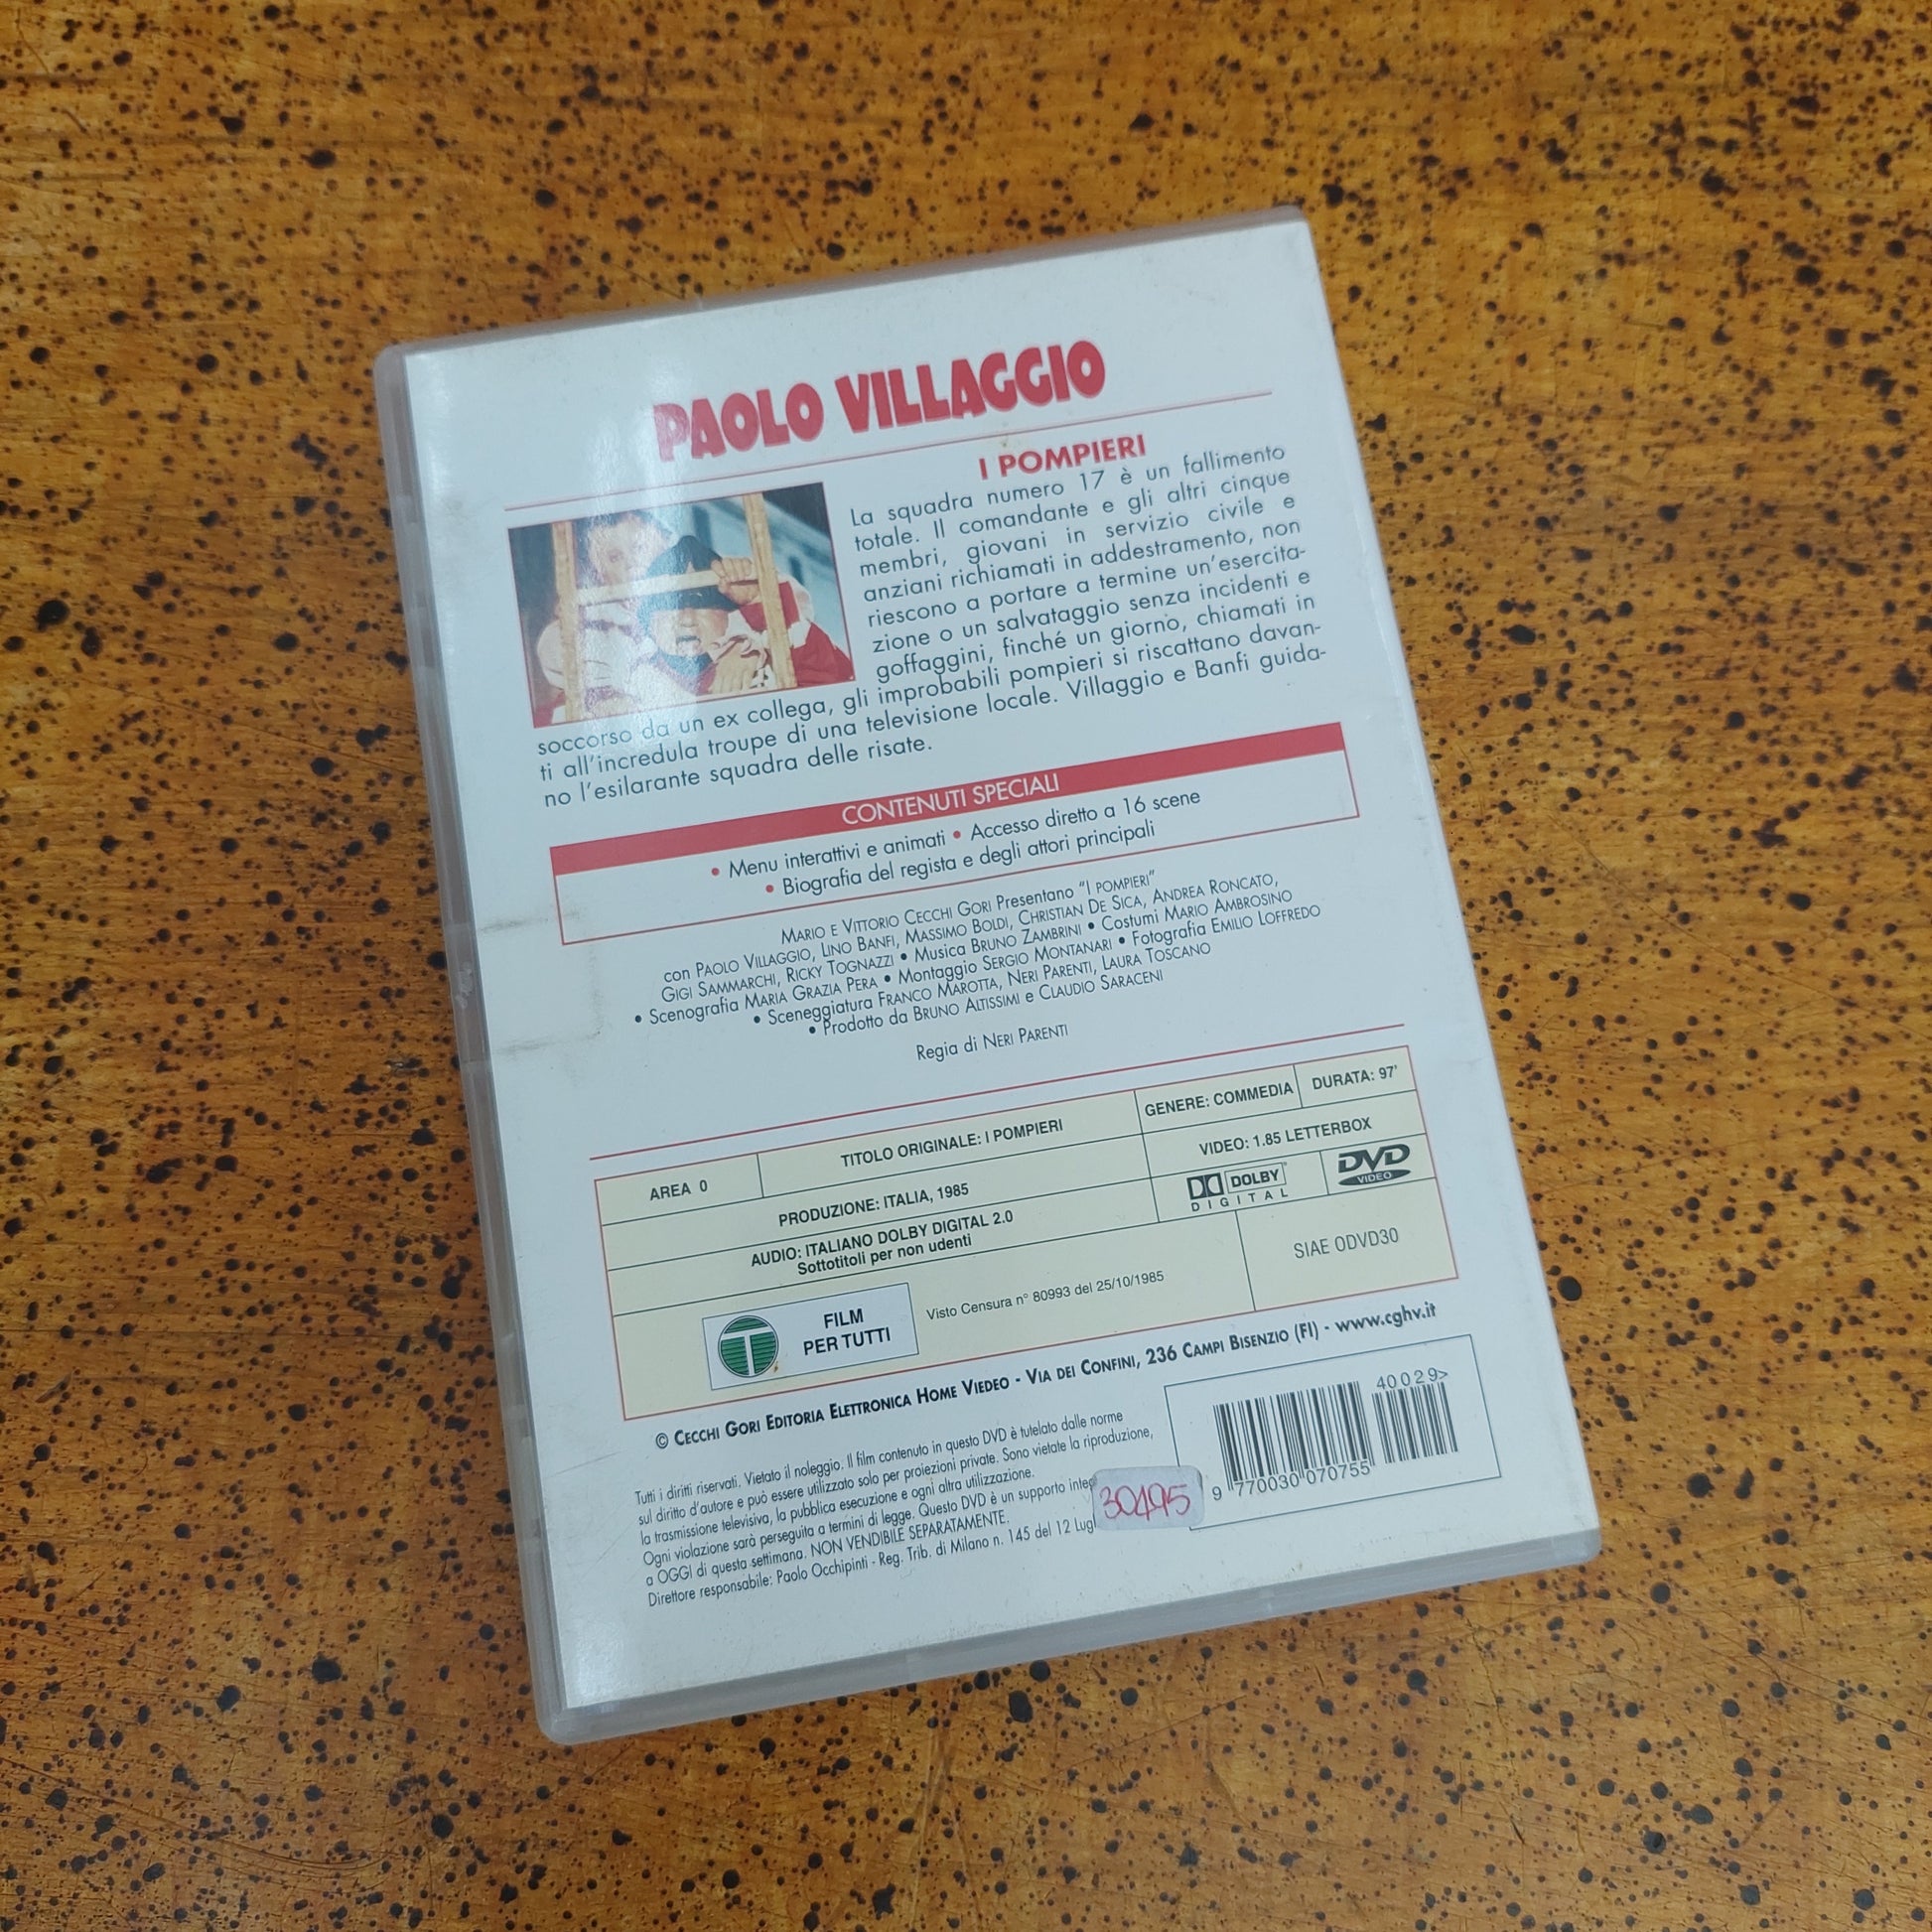 PAOLO VILLAGGIO
I POMPIERI
La squadra numero 17 è un fallimento
totale. Il comandante e gli altri cinque
membri, giovani in servizio civile e
anziani richiamati in addestramento, non
riescono a portare a termine un'esercita-
zione o un salvataggio senza incidenti e
goffaggini, finché un giorno, chiamati in
soccorso da un ex collega, gli improbabili pompieri si riscattano davan-
ti all'incredula troupe di una televisione locale. Villaggio e Banfi guida-
no l'esilarante squadra delle risate.
CONTENUTI SPECIALI
• Menu interattivi e animati • Accesso diretto a 16 scene
• Biografia del regista e degli attori principali
MARIO E VITTORIO CECCHI GORI Presentano "I POMPIERI"
con PAOLO VILLAGGIO, LINO BANFI, MASSIMO BOLDI, CHRISTIAN DE SICA, ANDREA RONCATO,
GIGI SAMMARCHI, RICKY TOGNAZZI • Musica BRUNO ZAMBRINI • Costumi MARIO AMBROSINO
• Scenografia MARIA GRAZIA PERA • Montaggio SERGIO MONTANARI • Fotografia EMILIO LOFFREDO
• Sceneggiatura FRANCO MAROTTA, NERI PARENTI, LAURA TOSCANO
• Prodotto da BRUNO ALTISSIMI e CLAUDIO SARACENI
Regia di NERI PARENTI
AREA 0
TITOLO ORIGINALE: I POMPIERI
GENERE: COMMEDIA
DURATA: 97'
PRODUZIONE: ITALIA, 1985
VIDEO: 1.85 LETTERBOX
AUDIO: ITALIANO DOLBY DIGITAL 2.0
Sottotitoli per non udenti
DOLBY
DIGITAL
DVD
VIDEO
T
FILM
PER TUTTI
Visto Censura n° 80993 del 25/10/1985
SIAE ODVD30
© CECCHI GORI EDITORIA ELETTRONICA HOME VIEDEO - VIA DEI CONFINI, 236 CAMPI BISENZIO (FI) - www.cghv.it
Tutti i diritti riservati. Vietato il noleggio. Il film contenuto in questo DVD è tutelato dalle norme
sul diritto d'autore e può essere utilizzato solo per proiezioni private. Sono vietate la riproduzione,
la trasmissione televisiva, la pubblica esecuzione e ogni altra utilizzazione.
Ogni violazione sarà perseguita a termini di legge. Questo DVD è un supporto integ
a OGGI di questa settimana. NON VENDIBILE SEPARATAMENTE.
Direttore responsabile: Paolo Occhipinti - Reg. Trib. di Milano n. 145 del 12 Lugl
30495
40029>
9 770030 070755